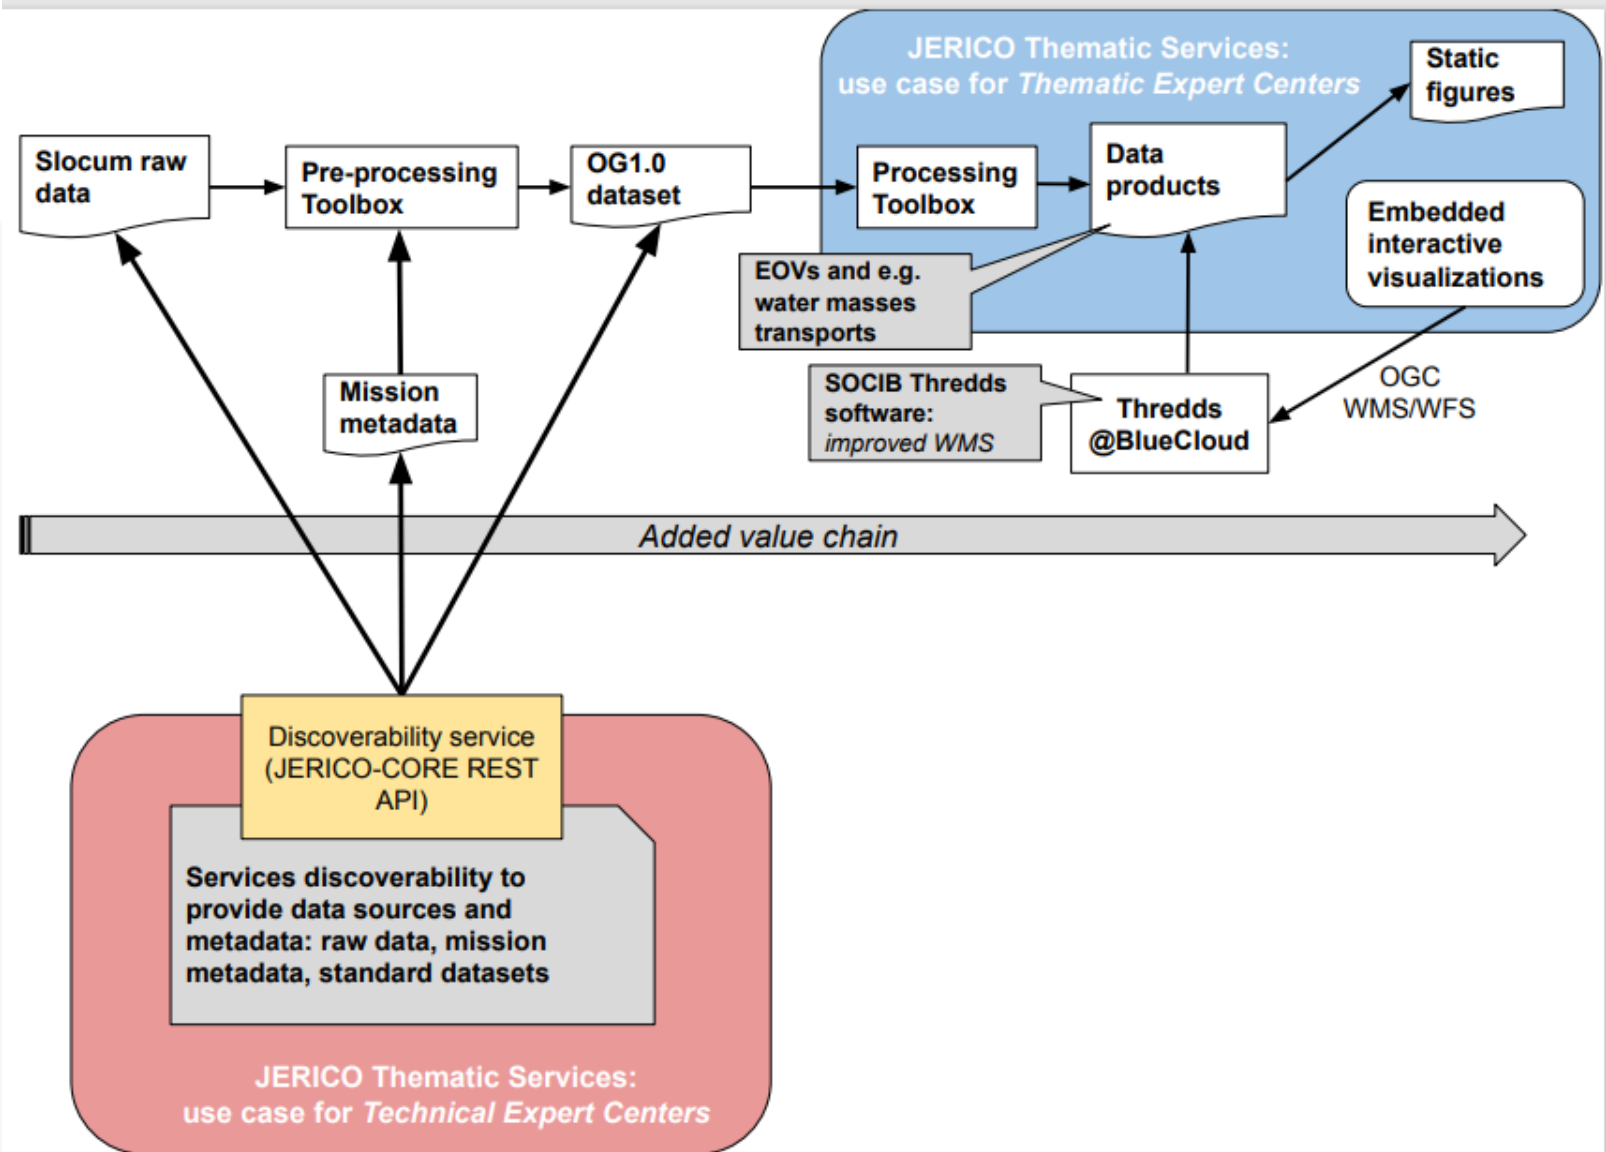 JERICO Thematic Services:
use case for Thematic Expert Centers
Static
figures
Slocum raw
data
Pre-processing
Toolbox
OG1.0
dataset
Processing
Toolbox
Data
products
Embedded
interactive
visualizations
EOVs and e.g.
water masses
transports
Mission
metadata
SOCIB Thredds
software:
improved WMS
Thredds
@BlueCloud
OGC
WMS/WFS
Added value chain
Discoverability service
(JERICO-CORE REST
API)
Services discoverability to
provide data sources and
metadata: raw data, mission
metadata, standard datasets
JERICO Thematic Services:
use case for Technical Expert Centers